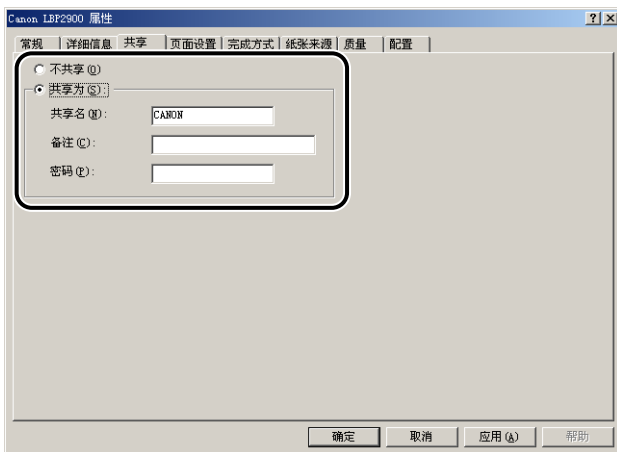 Canon LBP2900 属性
常规 详细信息 共享 页面设置 完成方式 纸张来源 质量 配置
不共享(O)
共享为(S):
共享名(N): CANON
备注(C):
密码(P):
确定 取消 应用(A) 帮助